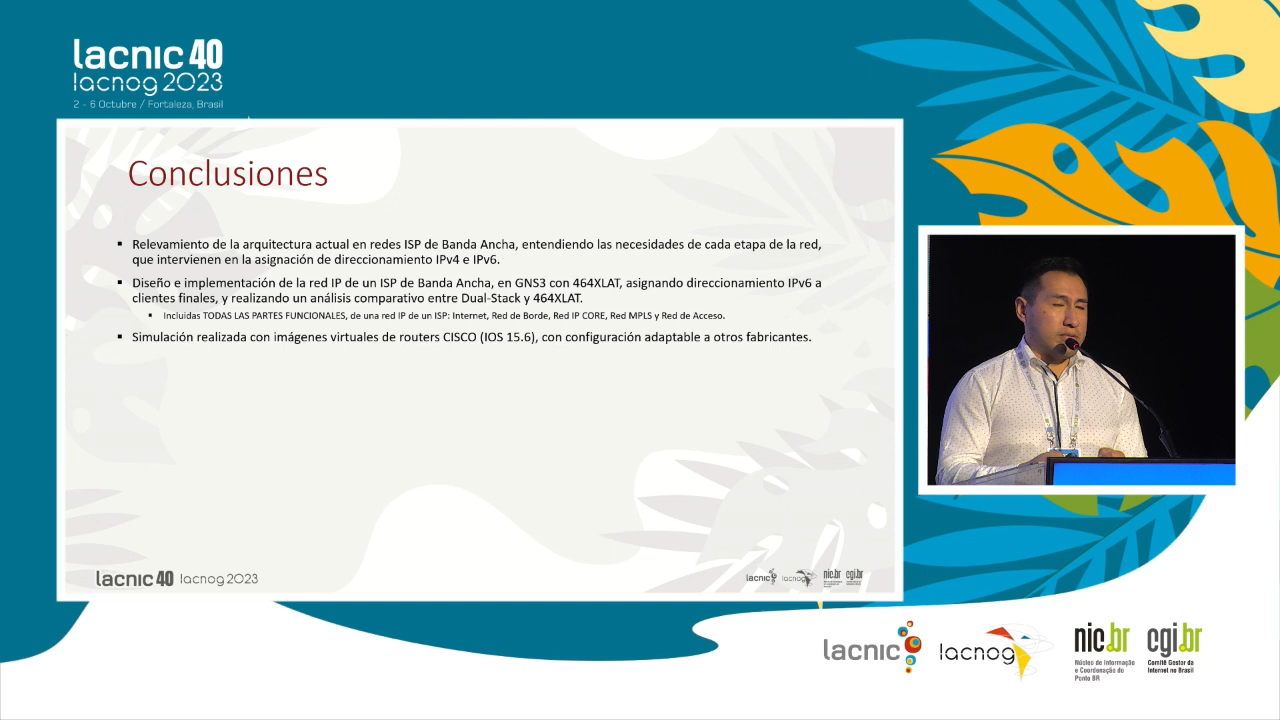 lacnic 40
lacnog 2023
2 - 6 Octubre / Fortaleza, Brasil
Conclusiones
▪ Relevamiento de la arquitectura actual en redes ISP de Banda Ancha, entendiendo las necesidades de cada etapa de la red,
que intervienen en la asignación de direccionamiento IPv4 e IPv6.
▪ Diseño e implementación de la red IP de un ISP de Banda Ancha, en GNS3 con 464XLAT, asignando direccionamiento IPv6 a
clientes finales, y realizando un análisis comparativo entre Dual-Stack y 464XLAT.
▪ Incluidas TODAS LAS PARTES FUNCIONALES, de una red IP de un ISP: Internet, Red de Borde, Red IP CORE, Red MPLS y Red de Acceso.
▪ Simulación realizada con imágenes virtuales de routers CISCO (IOS 15.6), con configuración adaptable a otros fabricantes.
lacnic 40 lacnog 2023
lacnic lacnog nic.br cgi.br
lacnic lacnog nic.br cgi.br
Núcleo de Informação
e Coordenação do
Ponto BR
Comitê Gestor da
Internet no Brasil